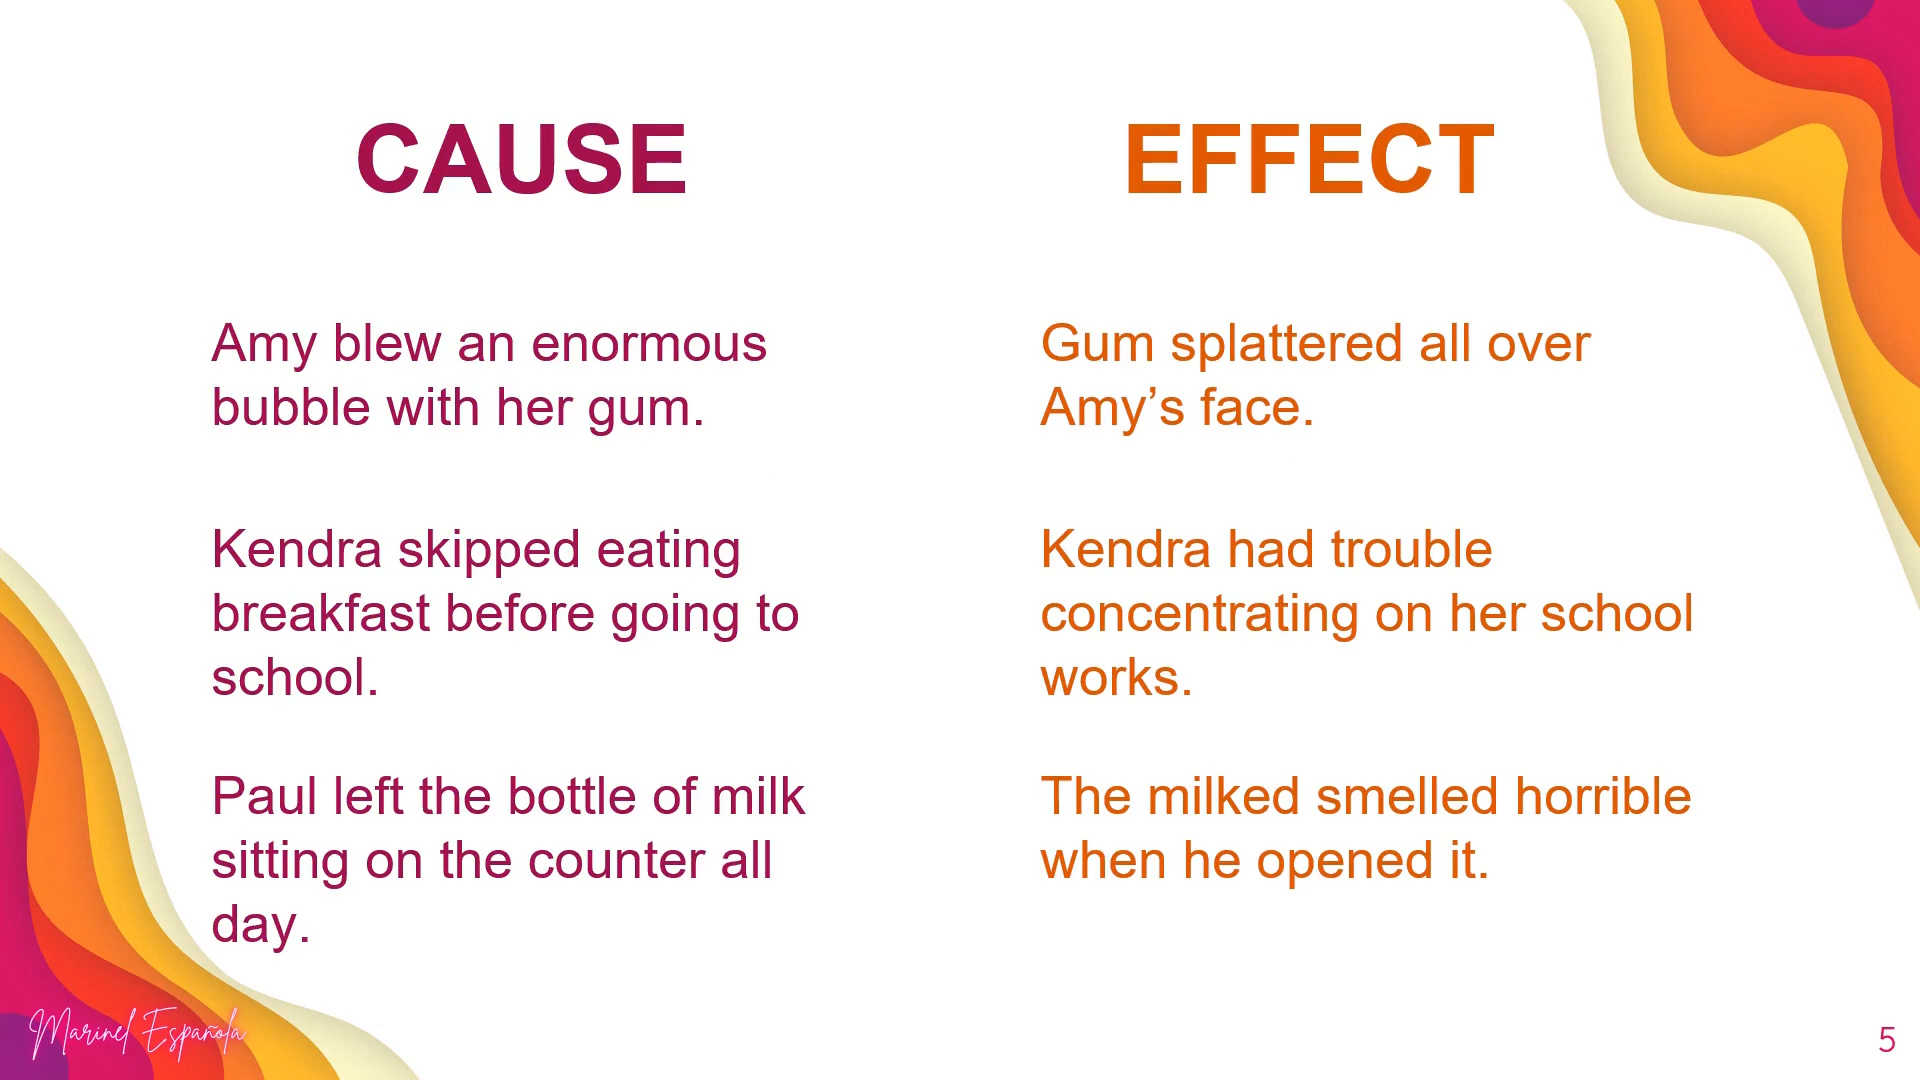 CAUSE
EFFECT
Amy blew an enormous
bubble with her gum.
Gum splattered all over
Amy’s face.
Kendra skipped eating
breakfast before going to
school.
Kendra had trouble
concentrating on her school
works.
Paul left the bottle of milk
sitting on the counter all
day.
The milked smelled horrible
when he opened it.
Marinel Española
5